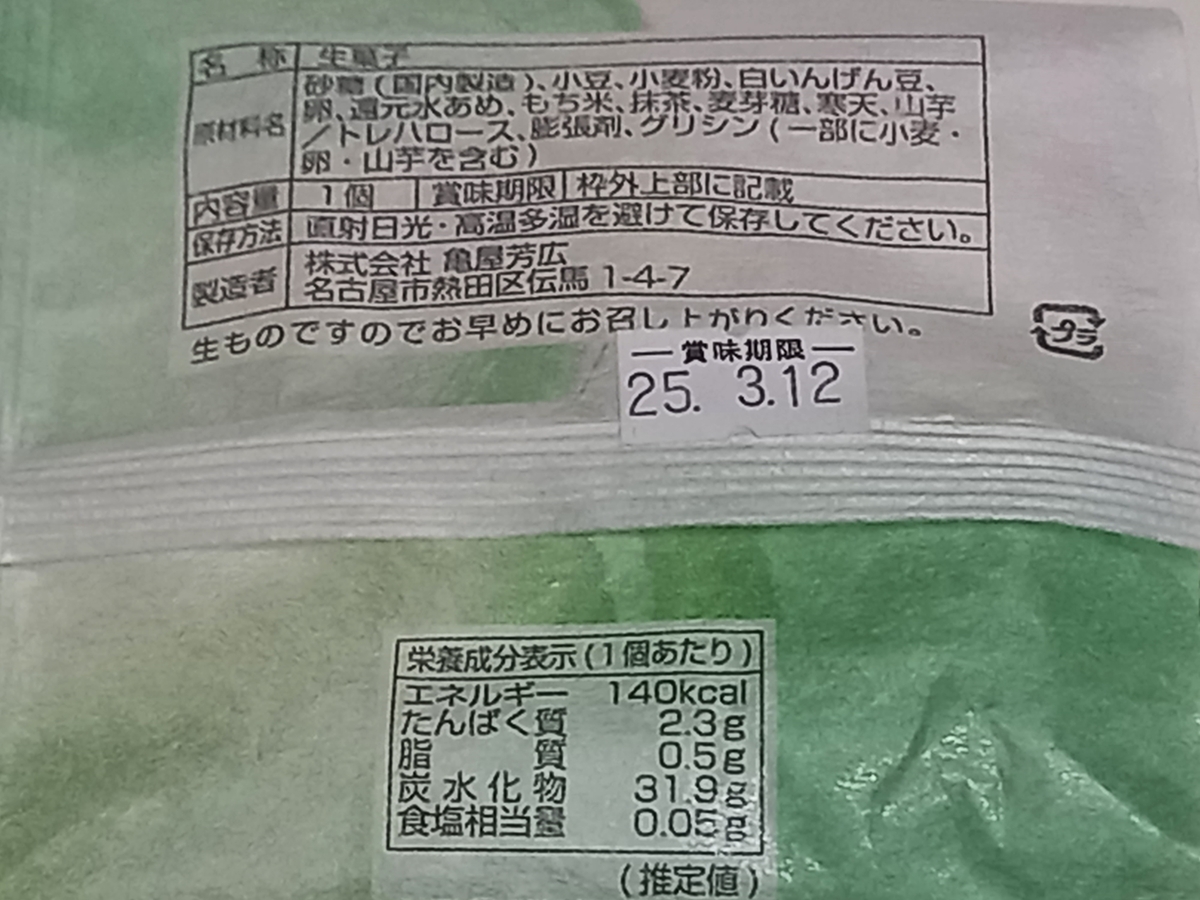 名称 生菓子
原材料名 砂糖(国内製造)、小豆、小麦粉、白いんげん豆、
卵、還元水あめ、もち米、抹茶、麦芽糖、寒天、山芋
/トレハロース、膨張剤、グリシン(一部に小麦・
卵・山芋を含む)
内容量 1個 賞味期限 枠外上部に記載
保存方法 直射日光・高温多湿を避けて保存してください。
製造者 株式会社 亀屋芳広
名古屋市熱田区伝馬 1-4-7
生ものですのでお早めにお召し上がりください。
プラ
賞味期限
25. 3.12
栄養成分表示(1個あたり)
エネルギー 140kcal
たんぱく質 2.3g
脂質 0.5g
炭水化物 31.9g
食塩相当量 0.05g
(推定値)